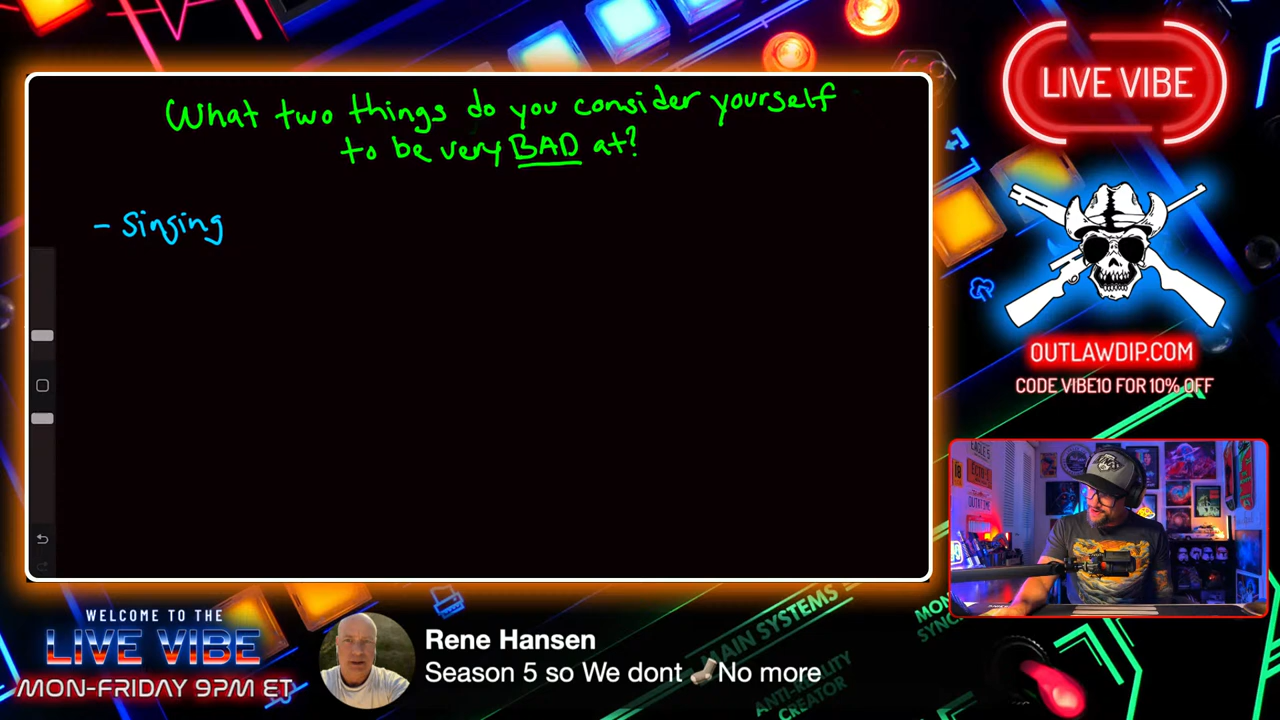 What two things do you consider yourself
to be very BAD at?
- Singing
LIVE VIBE
OUTLAWDIP.COM
CODE VIBE10 FOR 10% OFF
WELCOME TO THE
LIVE VIBE
MON-FRIDAY 9PM ET
Rene Hansen
Season 5 so We dont No more
MAIN SYSTEMS